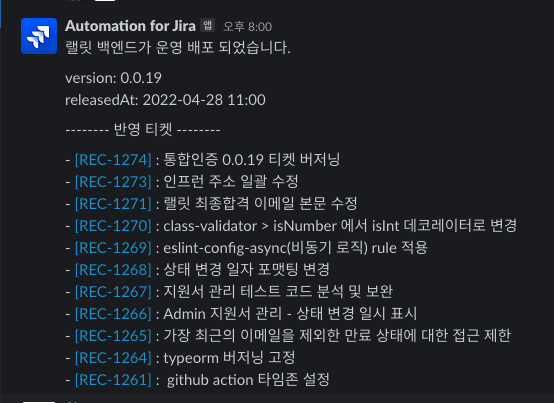 Automation for Jira 앱 오후 8:00
랠릿 백엔드가 운영 배포 되었습니다.
version: 0.0.19
releasedAt: 2022-04-28 11:00
-------- 반영 티켓 --------
- [REC-1274] : 통합인증 0.0.19 티켓 버저닝
- [REC-1273] : 인프런 주소 일괄 수정
- [REC-1271] : 랠릿 최종합격 이메일 본문 수정
- [REC-1270] : class-validator > isNumber 에서 isInt 데코레이터로 변경
- [REC-1269] : eslint-config-async(비동기 로직) rule 적용
- [REC-1268] : 상태 변경 일자 포맷팅 변경
- [REC-1267] : 지원서 관리 테스트 코드 분석 및 보완
- [REC-1266] : Admin 지원서 관리 - 상태 변경 일시 표시
- [REC-1265] : 가장 최근의 이메일을 제외한 만료 상태에 대한 접근 제한
- [REC-1264] : typeorm 버저닝 고정
- [REC-1261] :  github action 타임존 설정